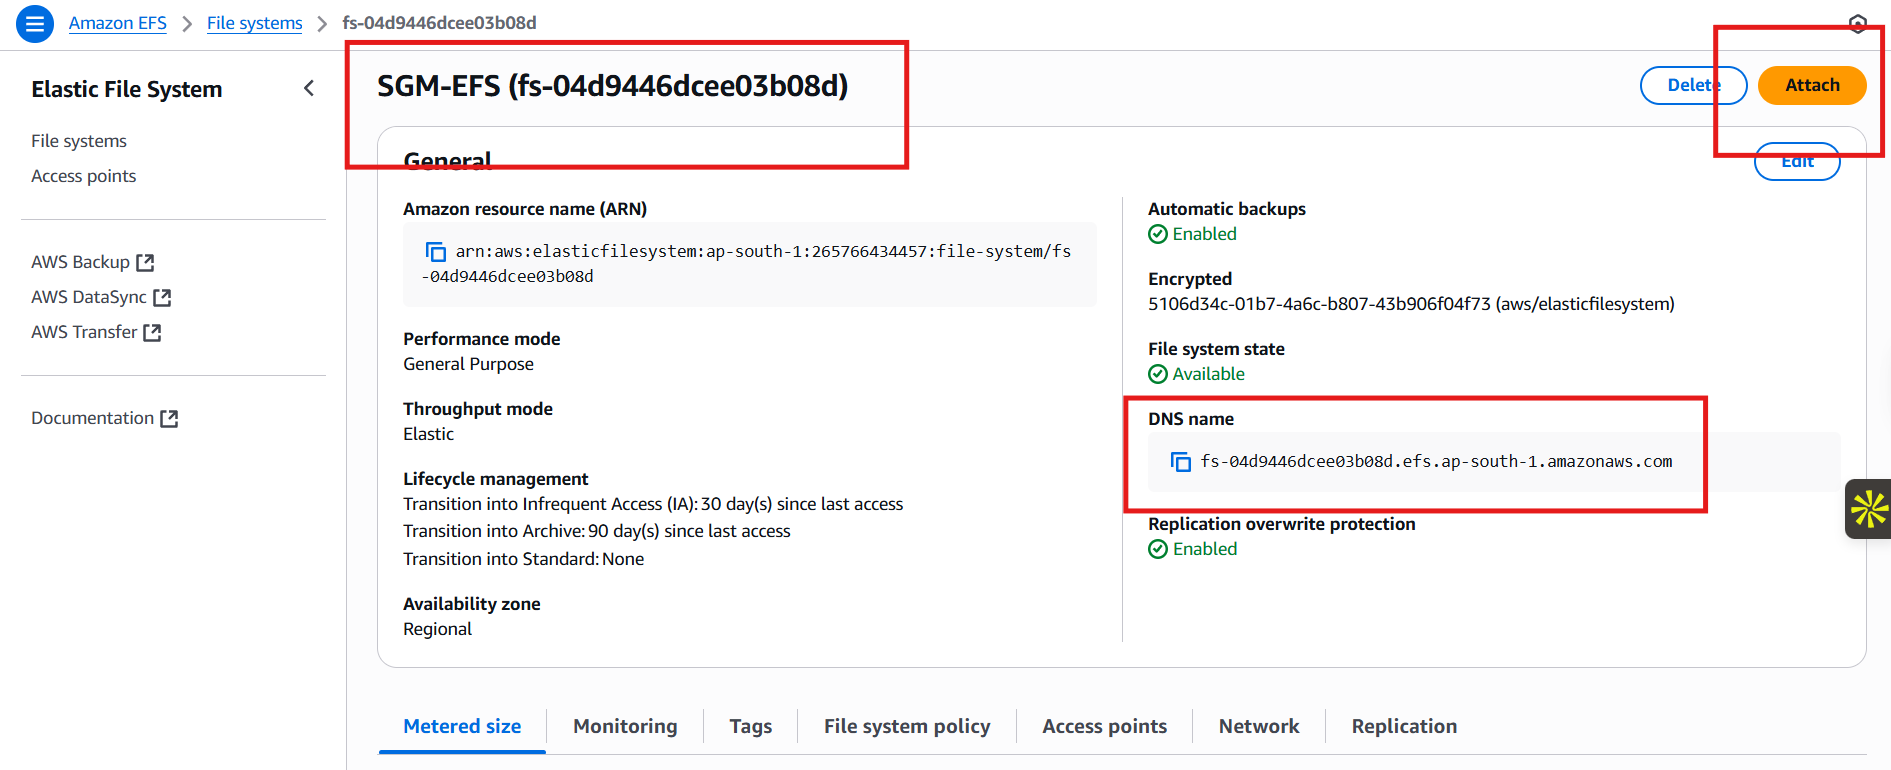 Amazon EFS > File systems > fs-04d9446dcee03b08d
Elastic File System
File systems
Access points
AWS Backup
AWS DataSync
AWS Transfer
Documentation
SGM-EFS (fs-04d9446dcee03b08d)
Delete
Attach
General
Edit
Amazon resource name (ARN)
arn:aws:elasticfilesystem:ap-south-1:265766434457:file-system/fs
-04d9446dcee03b08d
Performance mode
General Purpose
Throughput mode
Elastic
Lifecycle management
Transition into Infrequent Access (IA): 30 day(s) since last access
Transition into Archive: 90 day(s) since last access
Transition into Standard: None
Availability zone
Regional
Automatic backups
Enabled
Encrypted
5106d34c-01b7-4a6c-b807-43b906f04f73 (aws/elasticfilesystem)
File system state
Available
DNS name
fs-04d9446dcee03b08d.efs.ap-south-1.amazonaws.com
Replication overwrite protection
Enabled
Metered size
Monitoring
Tags
File system policy
Access points
Network
Replication